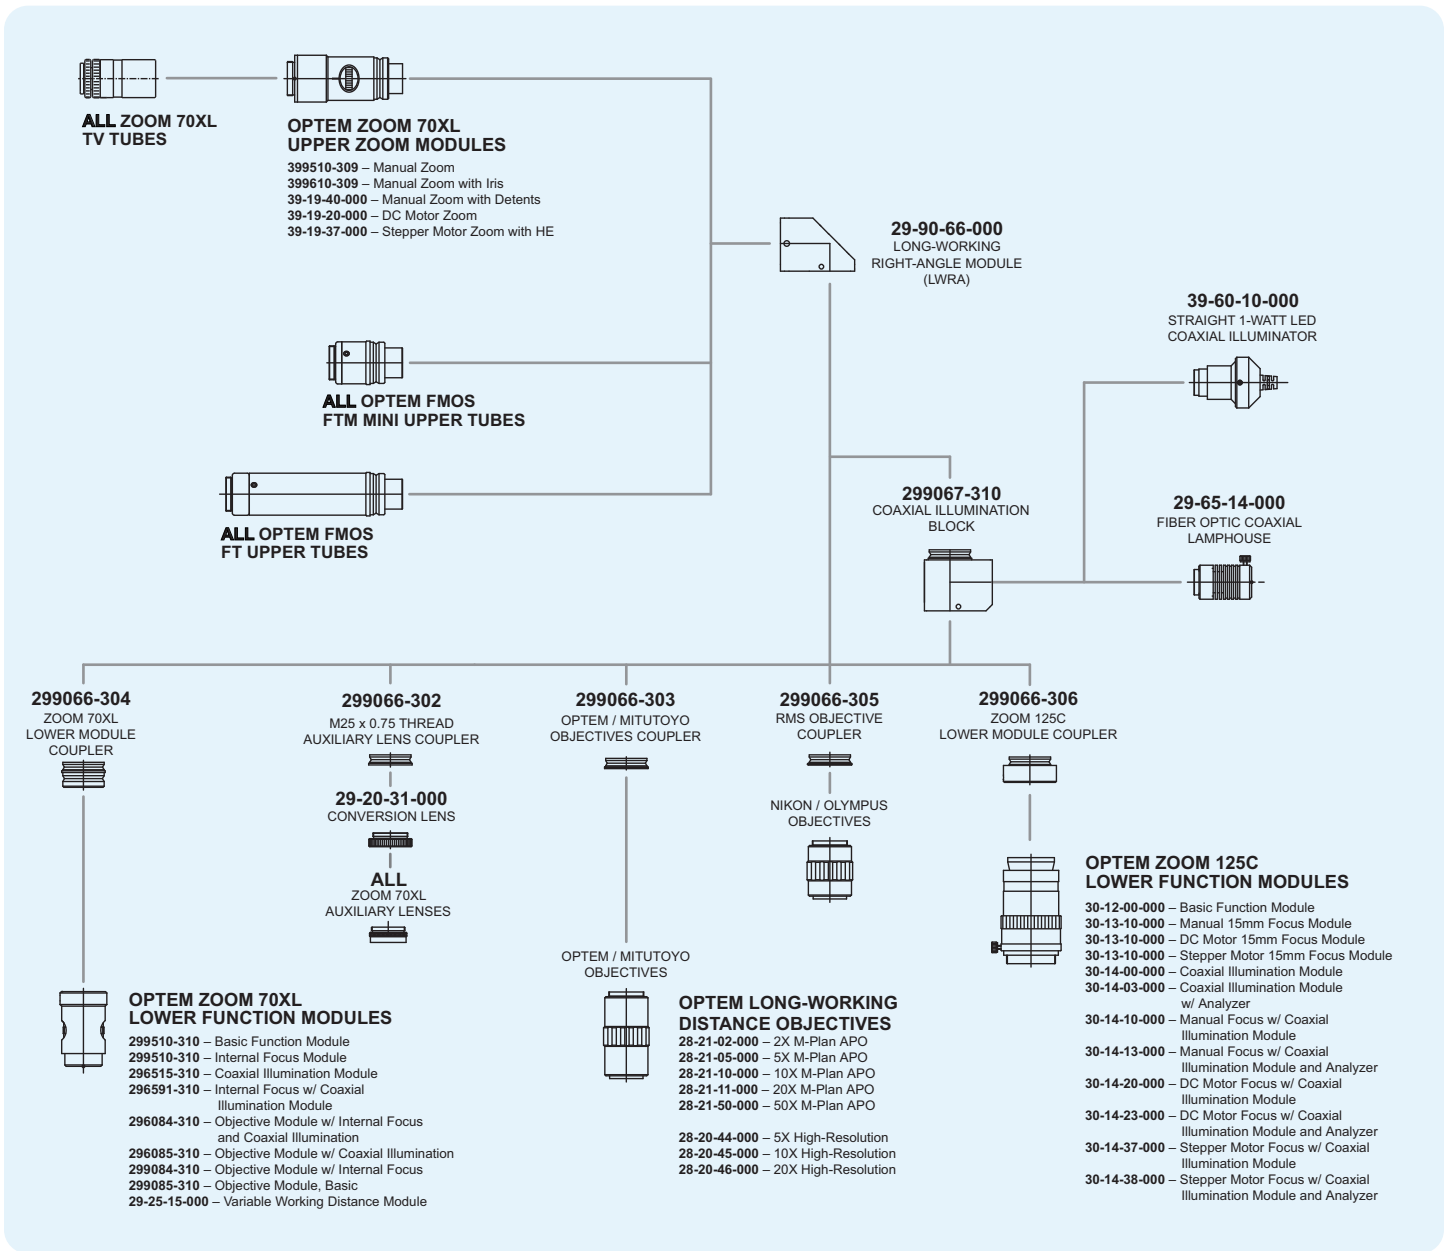 ALL ZOOM 70XL
TV TUBES
OPTEM ZOOM 70XL
UPPER ZOOM MODULES
399510-309 – Manual Zoom
399610-309 – Manual Zoom with Iris
39-19-40-000 – Manual Zoom with Detents
39-19-20-000 – DC Motor Zoom
39-19-37-000 – Stepper Motor Zoom with HE
29-90-66-000
LONG-WORKING
RIGHT-ANGLE MODULE
(LWRA)
39-60-10-000
STRAIGHT 1-WATT LED
COAXIAL ILLUMINATOR
ALL OPTEM FMOS
FTM MINI UPPER TUBES
299067-310
COAXIAL ILLUMINATION
BLOCK
29-65-14-000
FIBER OPTIC COAXIAL
LAMPHOUSE
ALL OPTEM FMOS
FT UPPER TUBES
299066-304
ZOOM 70XL
LOWER MODULE
COUPLER
299066-302
M25 x 0.75 THREAD
AUXILIARY LENS COUPLER
29-20-31-000
CONVERSION LENS
ALL
ZOOM 70XL
AUXILIARY LENSES
299066-303
OPTEM / MITUTOYO
OBJECTIVES COUPLER
299066-305
RMS OBJECTIVE
COUPLER
NIKON / OLYMPUS
OBJECTIVES
299066-306
ZOOM 125C
LOWER MODULE COUPLER
OPTEM / MITUTOYO
OBJECTIVES
OPTEM ZOOM 70XL
LOWER FUNCTION MODULES
299510-310 – Basic Function Module
299510-310 – Internal Focus Module
296515-310 – Coaxial Illumination Module
296591-310 – Internal Focus w/ Coaxial
Illumination Module
296084-310 – Objective Module w/ Internal Focus
and Coaxial Illumination
296085-310 – Objective Module w/ Coaxial Illumination
299084-310 – Objective Module w/ Internal Focus
299085-310 – Objective Module, Basic
29-25-15-000 – Variable Working Distance Module
OPTEM LONG-WORKING
DISTANCE OBJECTIVES
28-21-02-000 – 2X M-Plan APO
28-21-05-000 – 5X M-Plan APO
28-21-10-000 – 10X M-Plan APO
28-21-11-000 – 20X M-Plan APO
28-21-50-000 – 50X M-Plan APO
28-20-44-000 – 5X High-Resolution
28-20-45-000 – 10X High-Resolution
28-20-46-000 – 20X High-Resolution
OPTEM ZOOM 125C
LOWER FUNCTION MODULES
30-12-00-000 – Basic Function Module
30-13-10-000 – Manual 15mm Focus Module
30-13-10-000 – DC Motor 15mm Focus Module
30-13-10-000 – Stepper Motor 15mm Focus Module
30-14-00-000 – Coaxial Illumination Module
30-14-03-000 – Coaxial Illumination Module
w/ Analyzer
30-14-10-000 – Manual Focus w/ Coaxial
Illumination Module
30-14-13-000 – Manual Focus w/ Coaxial
Illumination Module and Analyzer
30-14-20-000 – DC Motor Focus w/ Coaxial
Illumination Module
30-14-23-000 – DC Motor Focus w/ Coaxial
Illumination Module and Analyzer
30-14-37-000 – Stepper Motor Focus w/ Coaxial
Illumination Module
30-14-38-000 – Stepper Motor Focus w/ Coaxial
Illumination Module and Analyzer